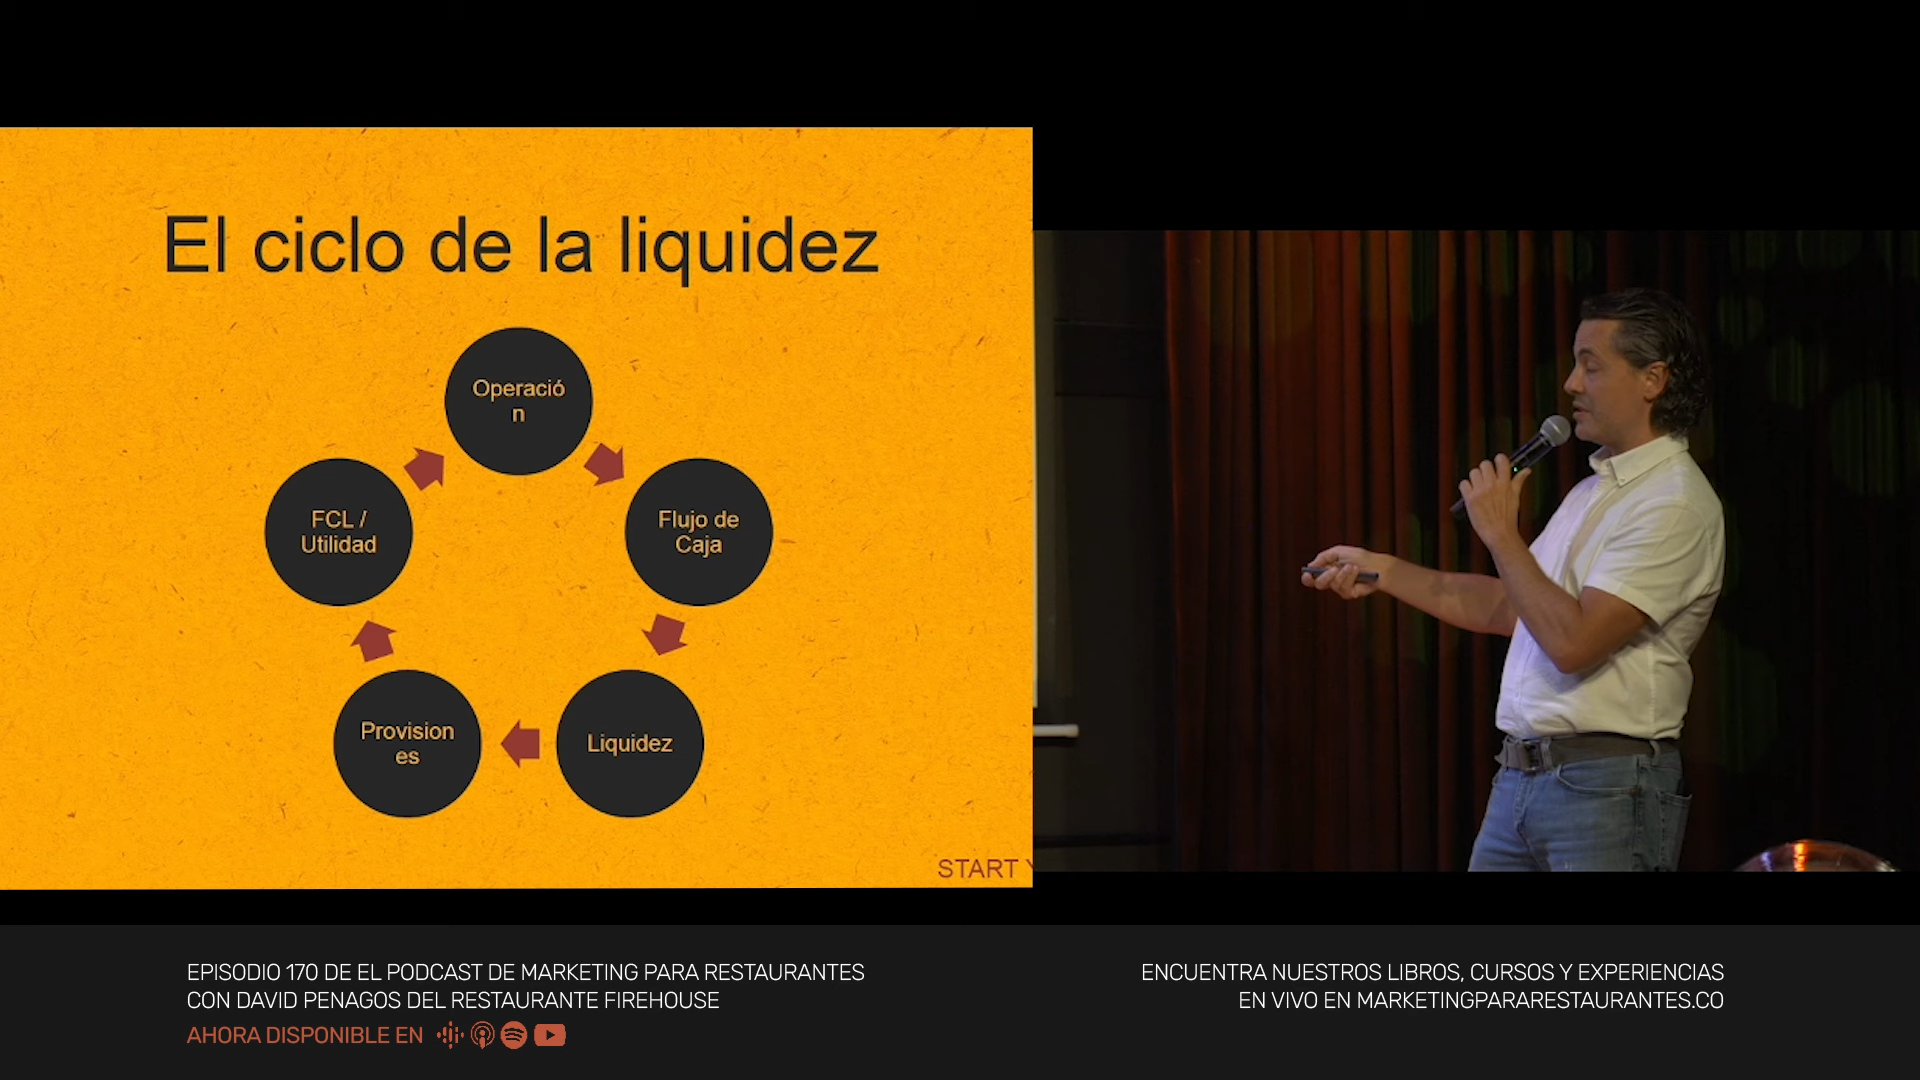 El ciclo de la liquidez
Operació
n
FCL /
Utilidad
Flujo de
Caja
Provision
es
Liquidez
START
EPISODIO 170 DE EL PODCAST DE MARKETING PARA RESTAURANTES
CON DAVID PENAGOS DEL RESTAURANTE FIREHOUSE
AHORA DISPONIBLE EN
ENCUENTRA NUESTROS LIBROS, CURSOS Y EXPERIENCIAS
EN VIVO EN MARKETINGPARARESTAURANTES.CO